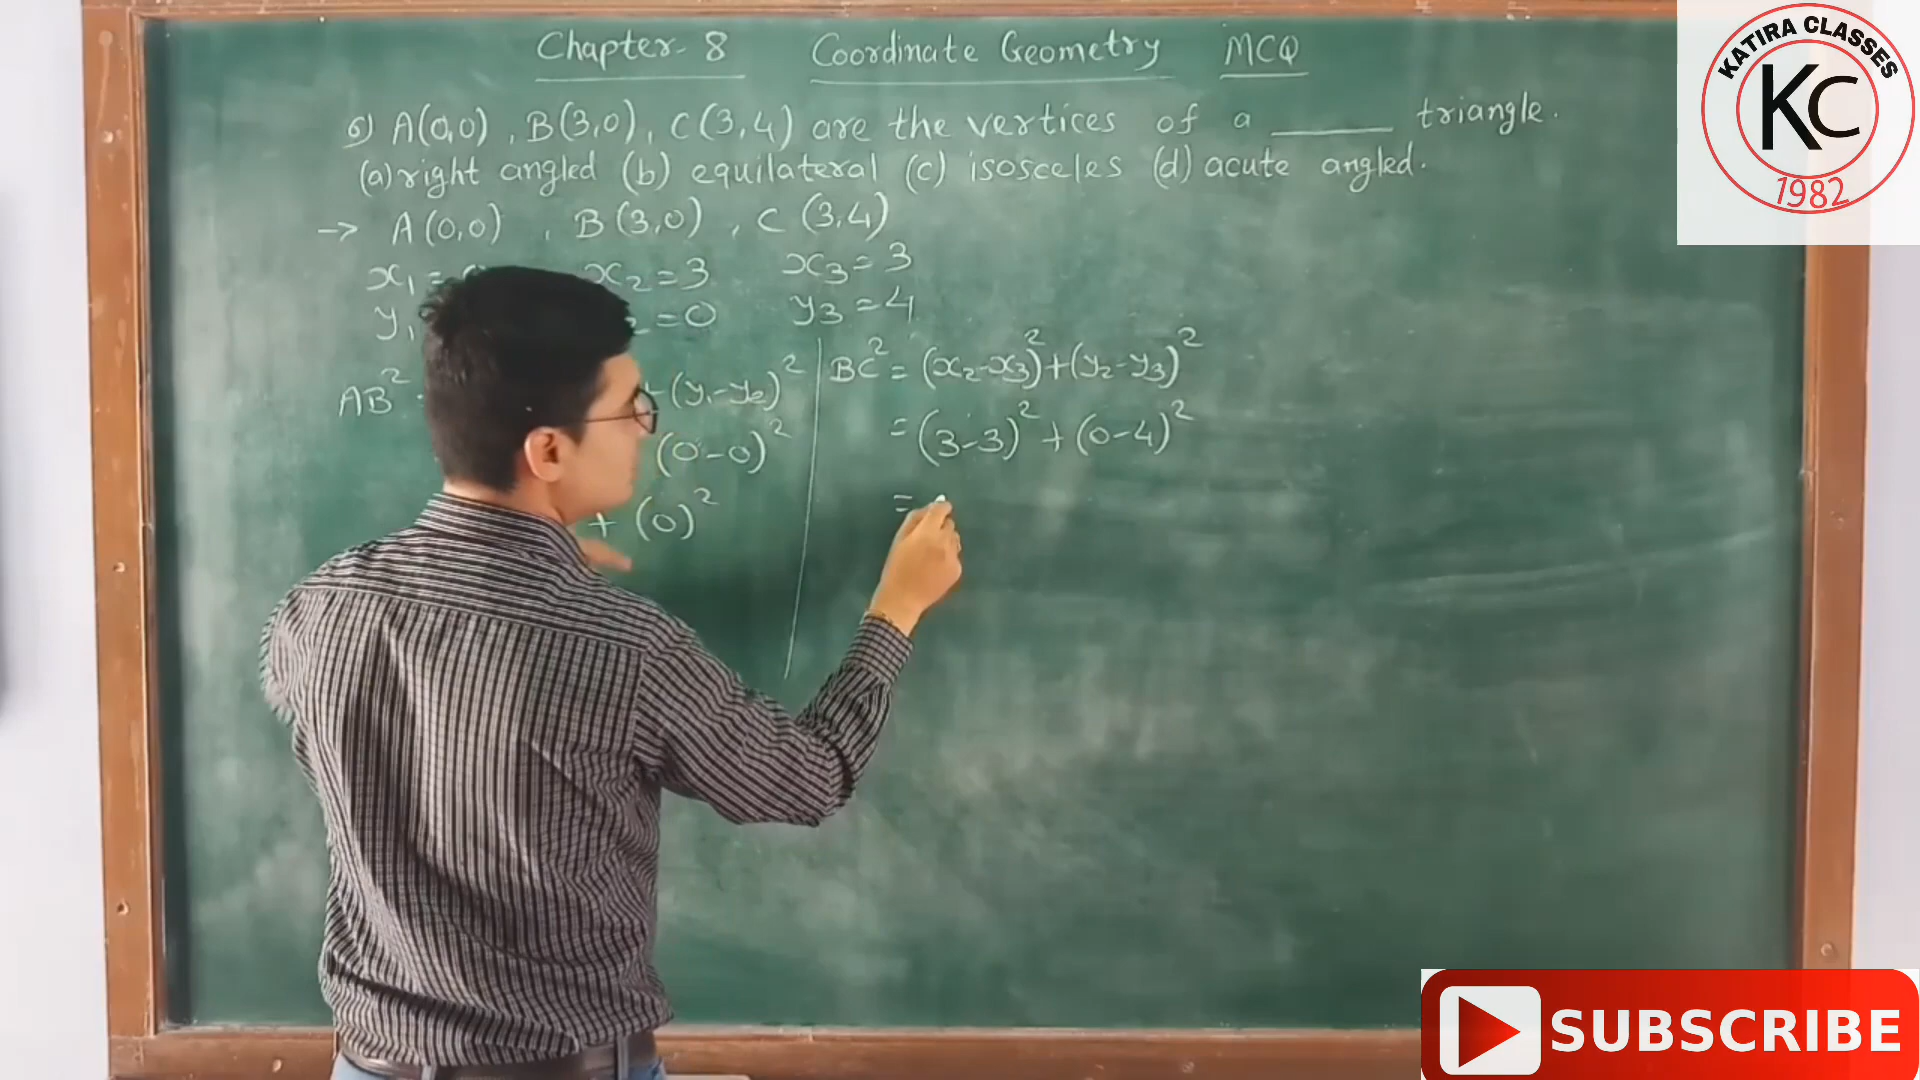 Chapter-8 Coordinate Geometry MCQ
6) A(0,0), B(3,0), C(3,4) are the vertices of a _____ triangle.
(a) right angled (b) equilateral (c) isosceles (d) acute angled.
→ A(0,0), B(3,0), C(3,4)
x₁ = x₂=3 x₃=3
y₁ =0 y₃=4
AB² +(y₁-y₂)²
(0-0)²
+ (0)²
BC² = (x₂-x₃)²+(y₂-y₃)²
= (3-3)² + (0-4)²
=
KATIRA CLASSES
KC
1982
SUBSCRIBE